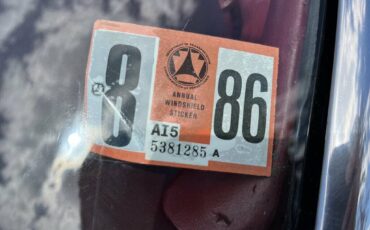 8
ANNUAL
WINDSHIELD
STICKER
86
AI5
5381285 A